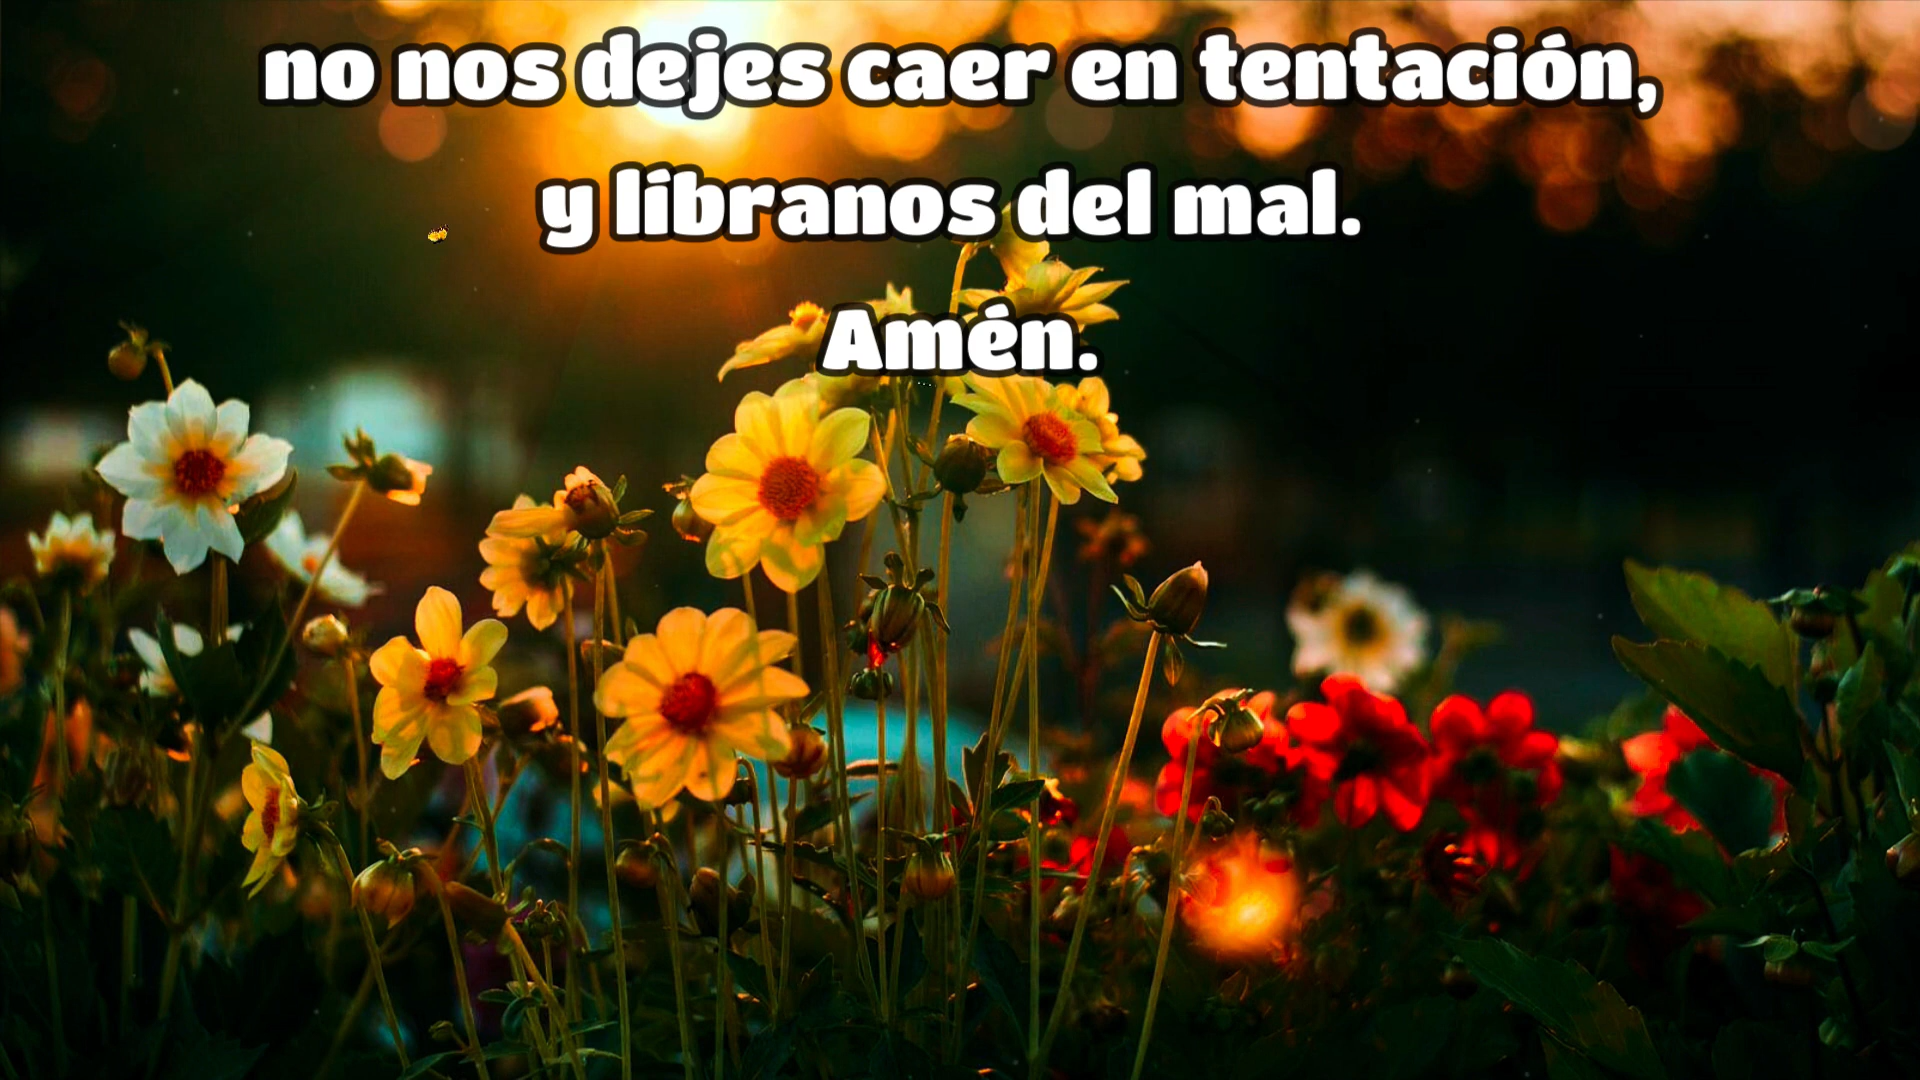 no nos dejes caer en tentación,
y líbranos del mal.
Amén.